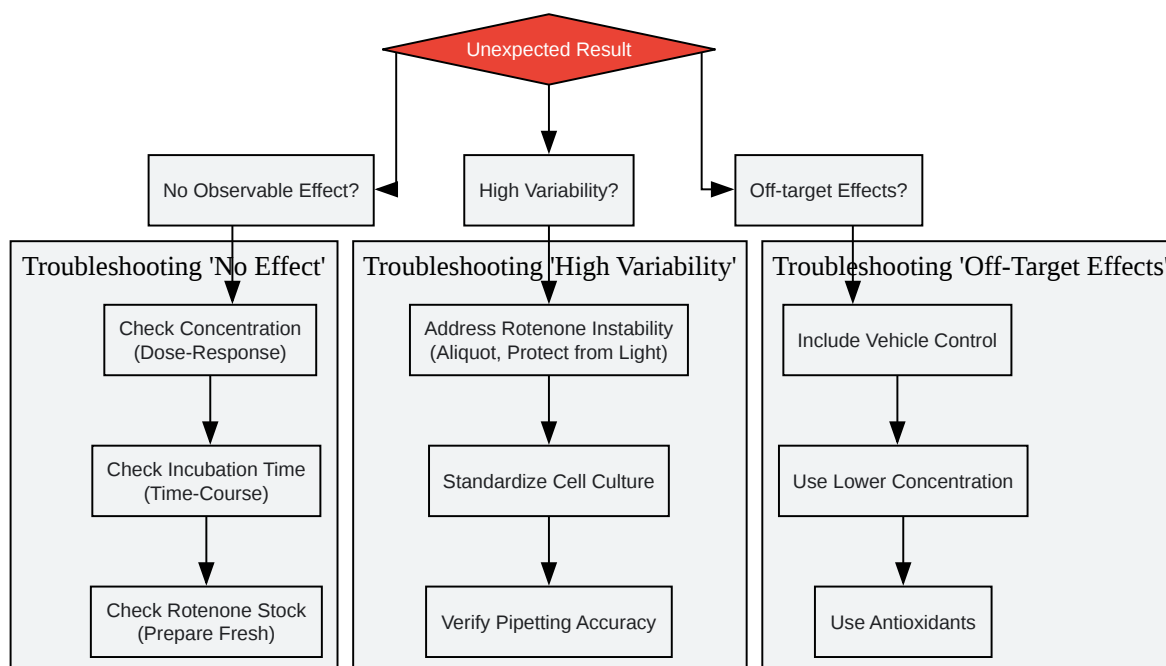 Unexpected Result
No Observable Effect?
High Variability?
Off-target Effects?
Troubleshooting 'No Effect'
Check Concentration
(Dose-Response)
Check Incubation Time
(Time-Course)
Check Rotenone Stock
(Prepare Fresh)
Troubleshooting 'High Variability'
Address Rotenone Instability
(Aliquot, Protect from Light)
Standardize Cell Culture
Verify Pipetting Accuracy
Troubleshooting 'Off-Target Effects'
Include Vehicle Control
Use Lower Concentration
Use Antioxidants